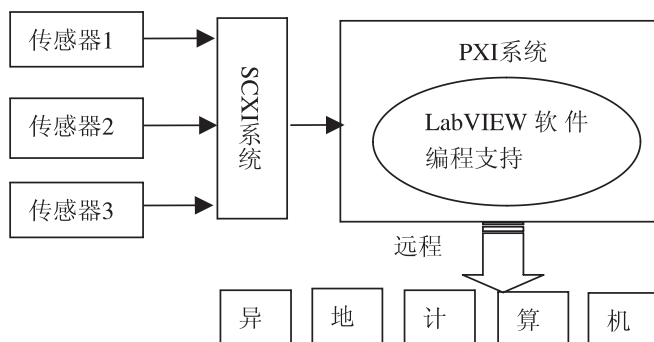 传感器1
传感器2
传感器3
SCXI系统
PXI系统
LabVIEW 软 件
编程支持
远程
异 地 计 算 机